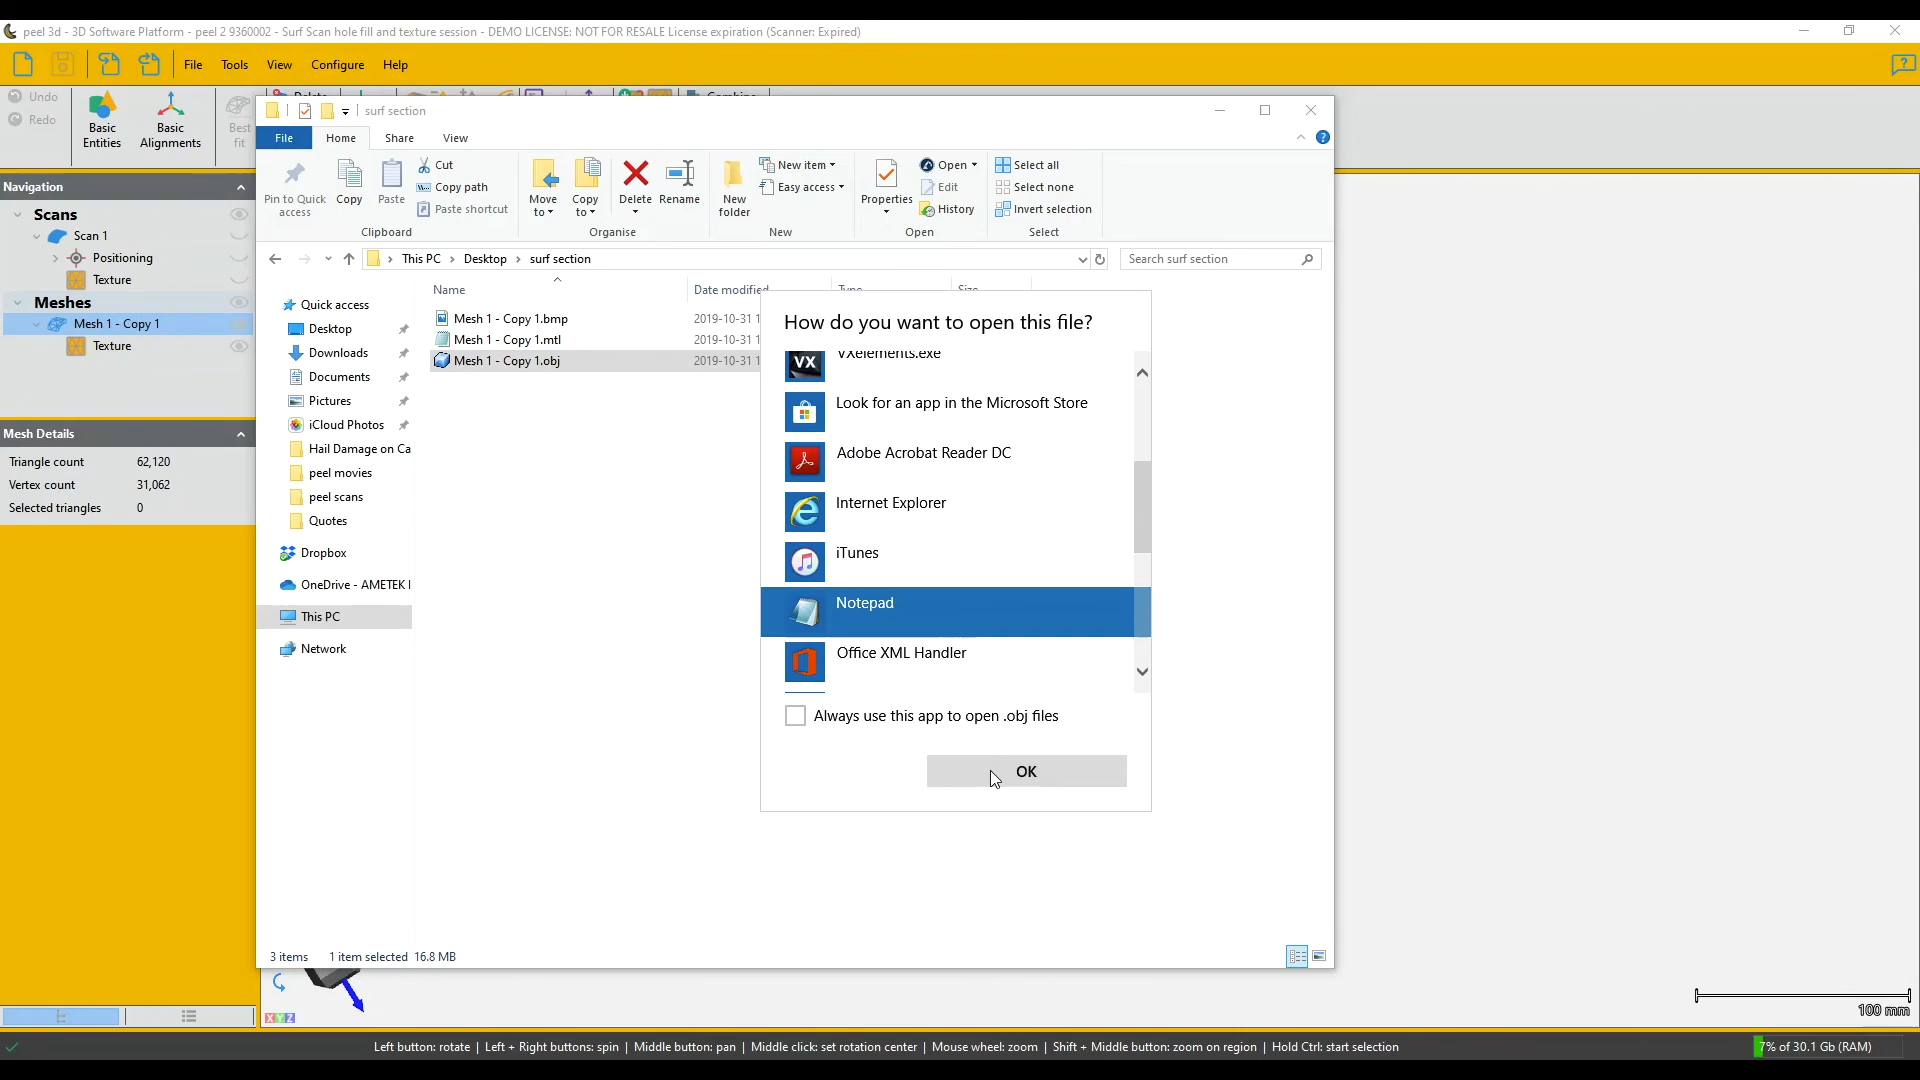 peel 3d - 3D Software Platform - peel 2 9360002 - Surf Scan hole fill and texture session - DEMO LICENSE: NOT FOR RESALE License expiration (Scanner: Expired)
File Tools View Configure Help
Undo
Redo
Basic Entities
Basic Alignments
Best fit
Delete
Combine
Navigation
Scans
Scan 1
Positioning
Texture
Meshes
Mesh 1 - Copy 1
Texture
Mesh Details
Triangle count 62,120
Vertex count 31,062
Selected triangles 0
surf section
File Home Share View
Pin to Quick access
Copy
Paste
Cut
Copy path
Paste shortcut
Clipboard
Move to
Copy to
Delete
Rename
Organise
New folder
New item
Easy access
New
Properties
Open
Edit
History
Open
Select all
Select none
Invert selection
Select
This PC > Desktop > surf section
Search surf section
Name Date modified Type Size
Mesh 1 - Copy 1.bmp 2019-10-31 1
Mesh 1 - Copy 1.mtl 2019-10-31 1
Mesh 1 - Copy 1.obj 2019-10-31 1
Quick access
Desktop
Downloads
Documents
Pictures
iCloud Photos
Hail Damage on Ca
peel movies
peel scans
Quotes
Dropbox
OneDrive - AMETEK I
This PC
Network
How do you want to open this file?
VX
VXelements.exe
Look for an app in the Microsoft Store
Adobe Acrobat Reader DC
Internet Explorer
iTunes
Notepad
Office XML Handler
Always use this app to open .obj files
OK
3 items 1 item selected 16.8 MB
XYZ
100 mm
Left button: rotate | Left + Right buttons: spin | Middle button: pan | Middle click: set rotation center | Mouse wheel: zoom | Shift + Middle button: zoom on region | Hold Ctrl: start selection
7% of 30.1 Gb (RAM)